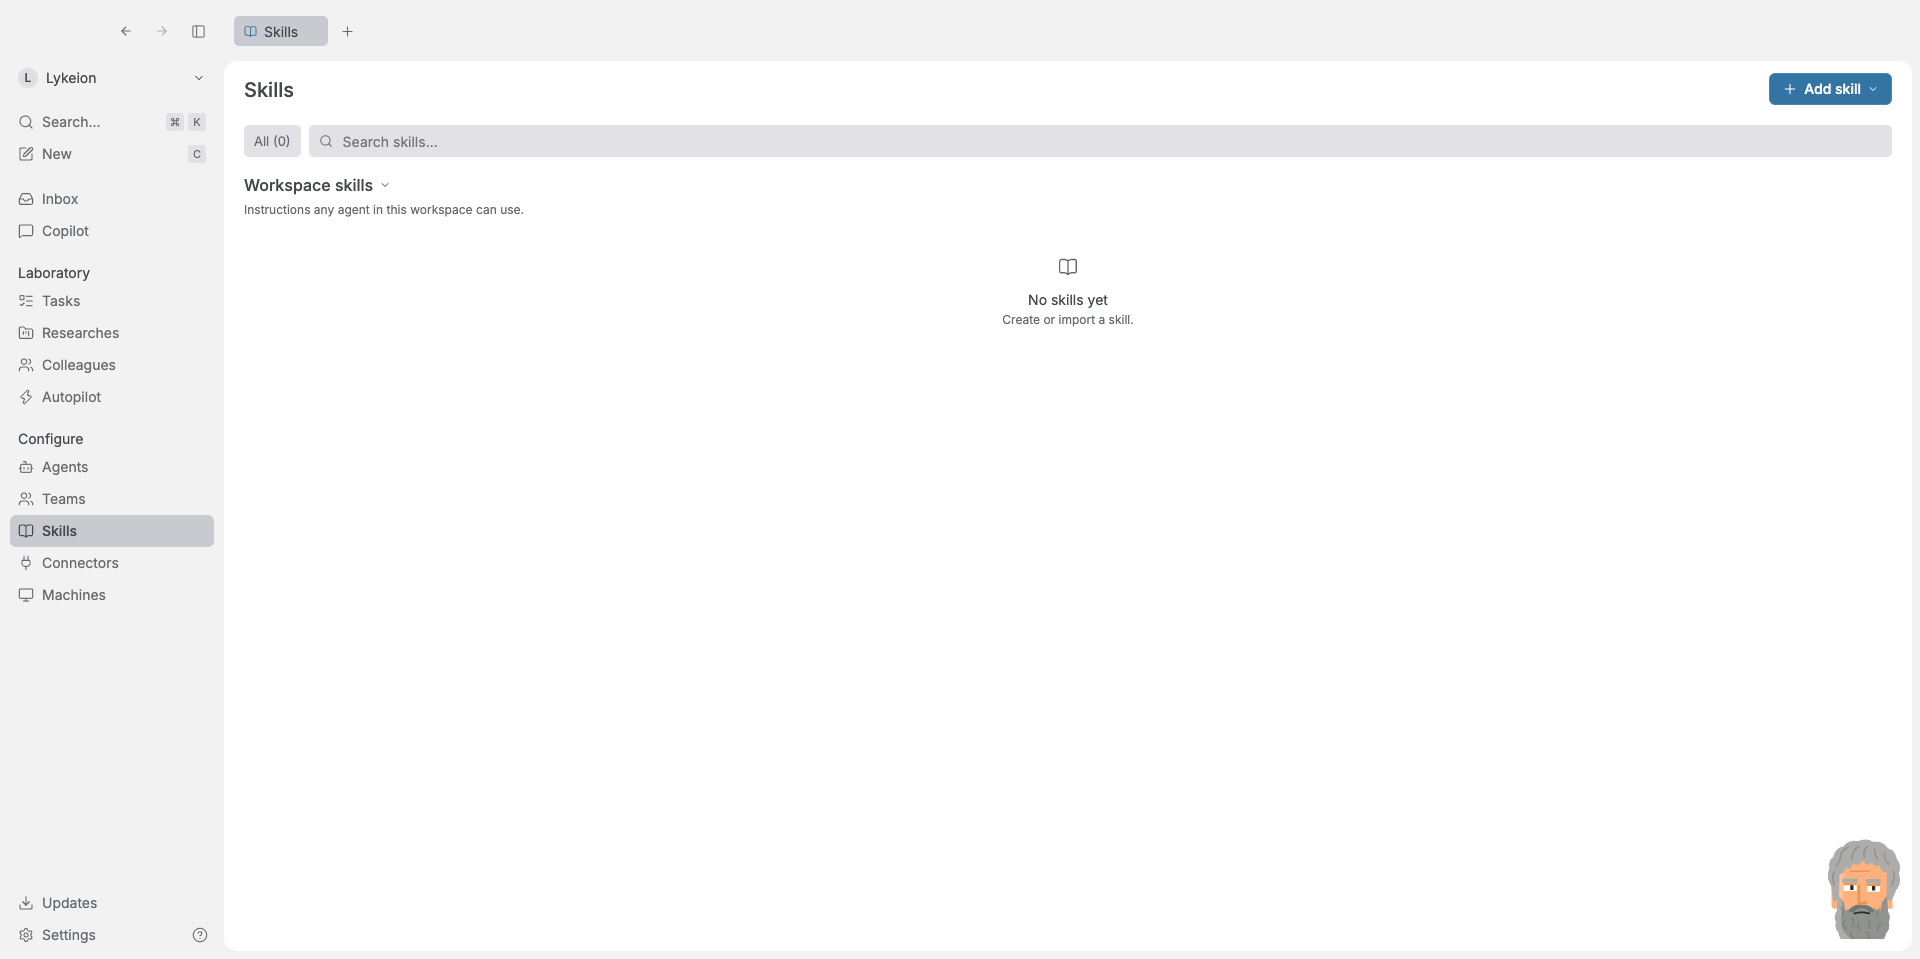 Skills
L Lykeion
Search... ⌘ K
New C
Inbox
Copilot
Laboratory
Tasks
Researches
Colleagues
Autopilot
Configure
Agents
Teams
Skills
Connectors
Machines
Updates
Settings
Skills
Add skill
All (0)
Search skills...
Workspace skills
Instructions any agent in this workspace can use.
No skills yet
Create or import a skill.